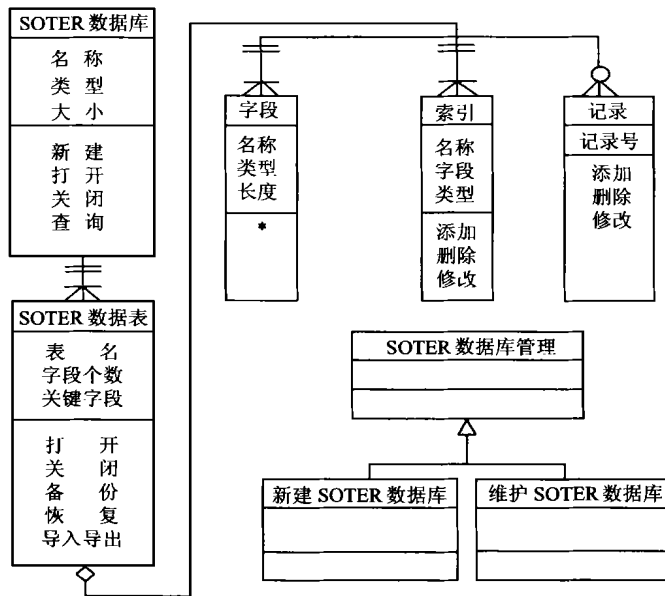 SOTER 数据库
名 称
类 型
大 小
新 建
打 开
关 闭
查 询
SOTER 数据表
表 名
字段个数
关键字段
打 开
关 闭
备 份
恢 复
导入导出
字段
名称
类型
长度
*
索引
名称
字段
类型
添加
删除
修改
记录
记录号
添加
删除
修改
SOTER 数据库管理
新建 SOTER 数据库
维护 SOTER 数据库